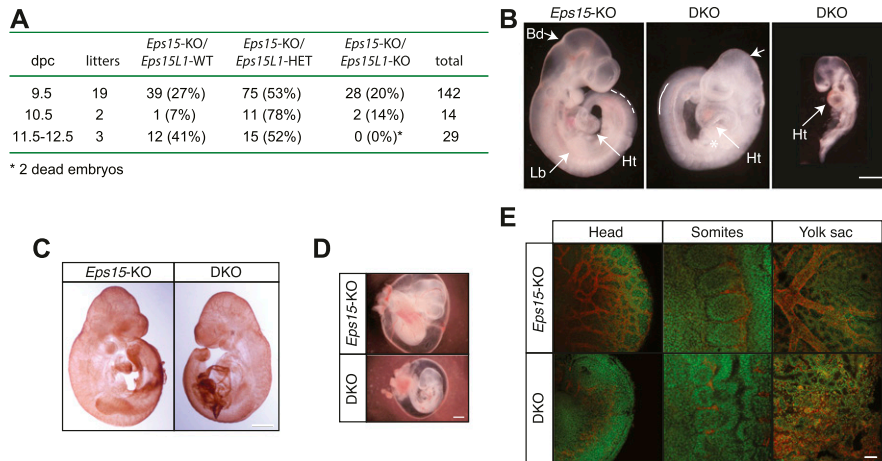 A
Eps15-KO/ Eps15-KO/ Eps15-KO/
dpc litters Eps15L1-WT Eps15L1-HET Eps15L1-KO total
9.5 19 39 (27%) 75 (53%) 28 (20%) 142
10.5 2 1 (7%) 11 (78%) 2 (14%) 14
11.5-12.5 3 12 (41%) 15 (52%) 0 (0%)* 29
* 2 dead embryos
B
Eps15-KO DKO DKO
Bd
Ht
Lb
*
Ht
Ht
C
Eps15-KO DKO
D
Eps15-KO
DKO
E
Head Somites Yolk sac
Eps15-KO
DKO